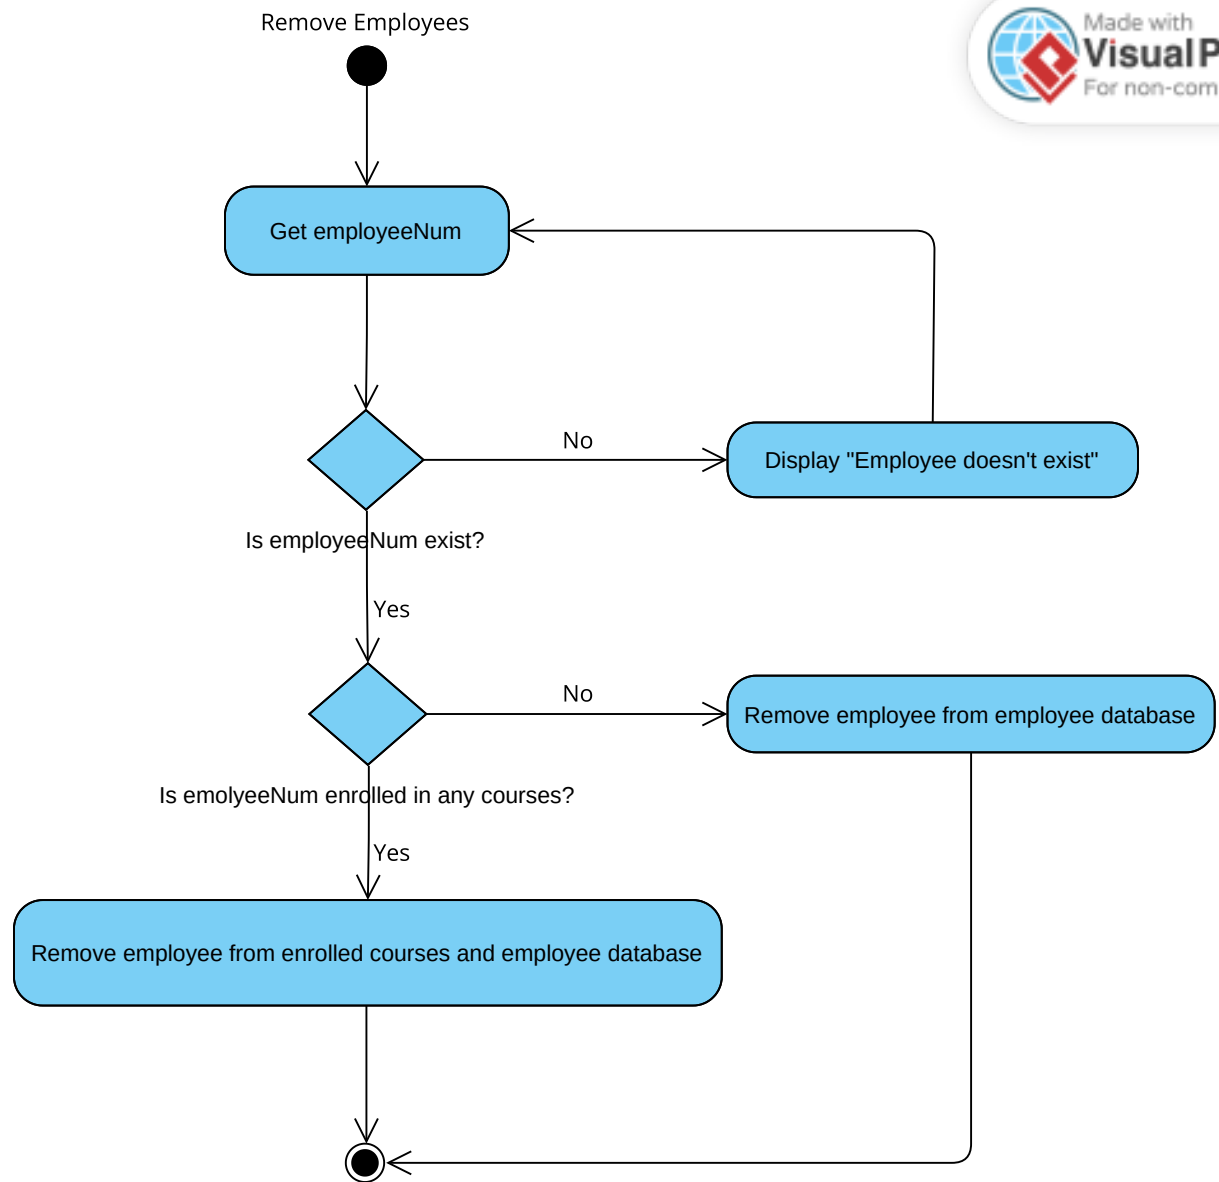 Remove Employees
Made with
Visual P
For non-com
Get employeeNum
No
Display "Employee doesn't exist"
Is employeeNum exist?
Yes
No
Remove employee from employee database
Is emolyeeNum enrolled in any courses?
Yes
Remove employee from enrolled courses and employee database